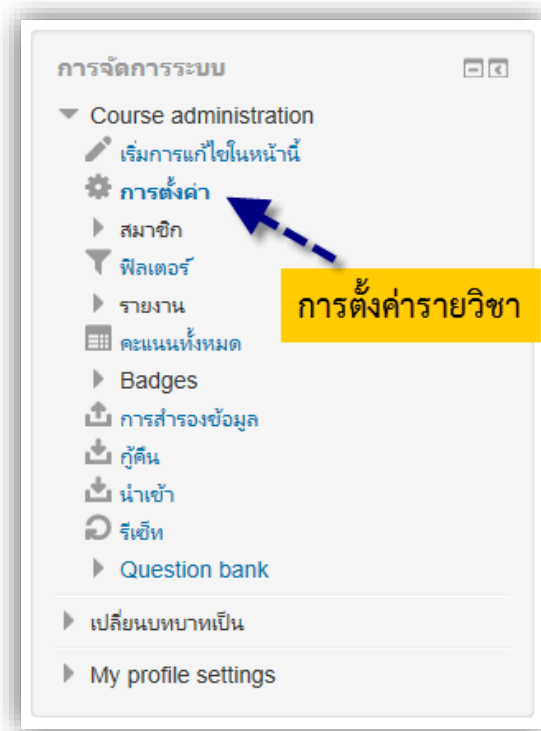 การจัดการระบบ
Course administration
เริ่มการแก้ไขในหน้านี้
การตั้งค่า
สมาชิก
ฟิลเตอร์
การตั้งค่ารายวิชา
รายงาน
คะแนนทั้งหมด
Badges
การสำรองข้อมูล
กู้คืน
นำเข้า
รีเซ็ท
Question bank
เปลี่ยนบทบาทเป็น
My profile settings